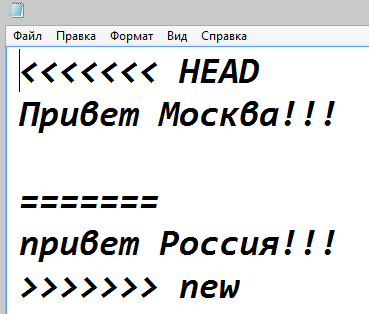 Файл Правка Формат Вид Справка
<<<<<<< HEAD
Привет Москва!!!
=======
привет Россия!!!
>>>>>>> new